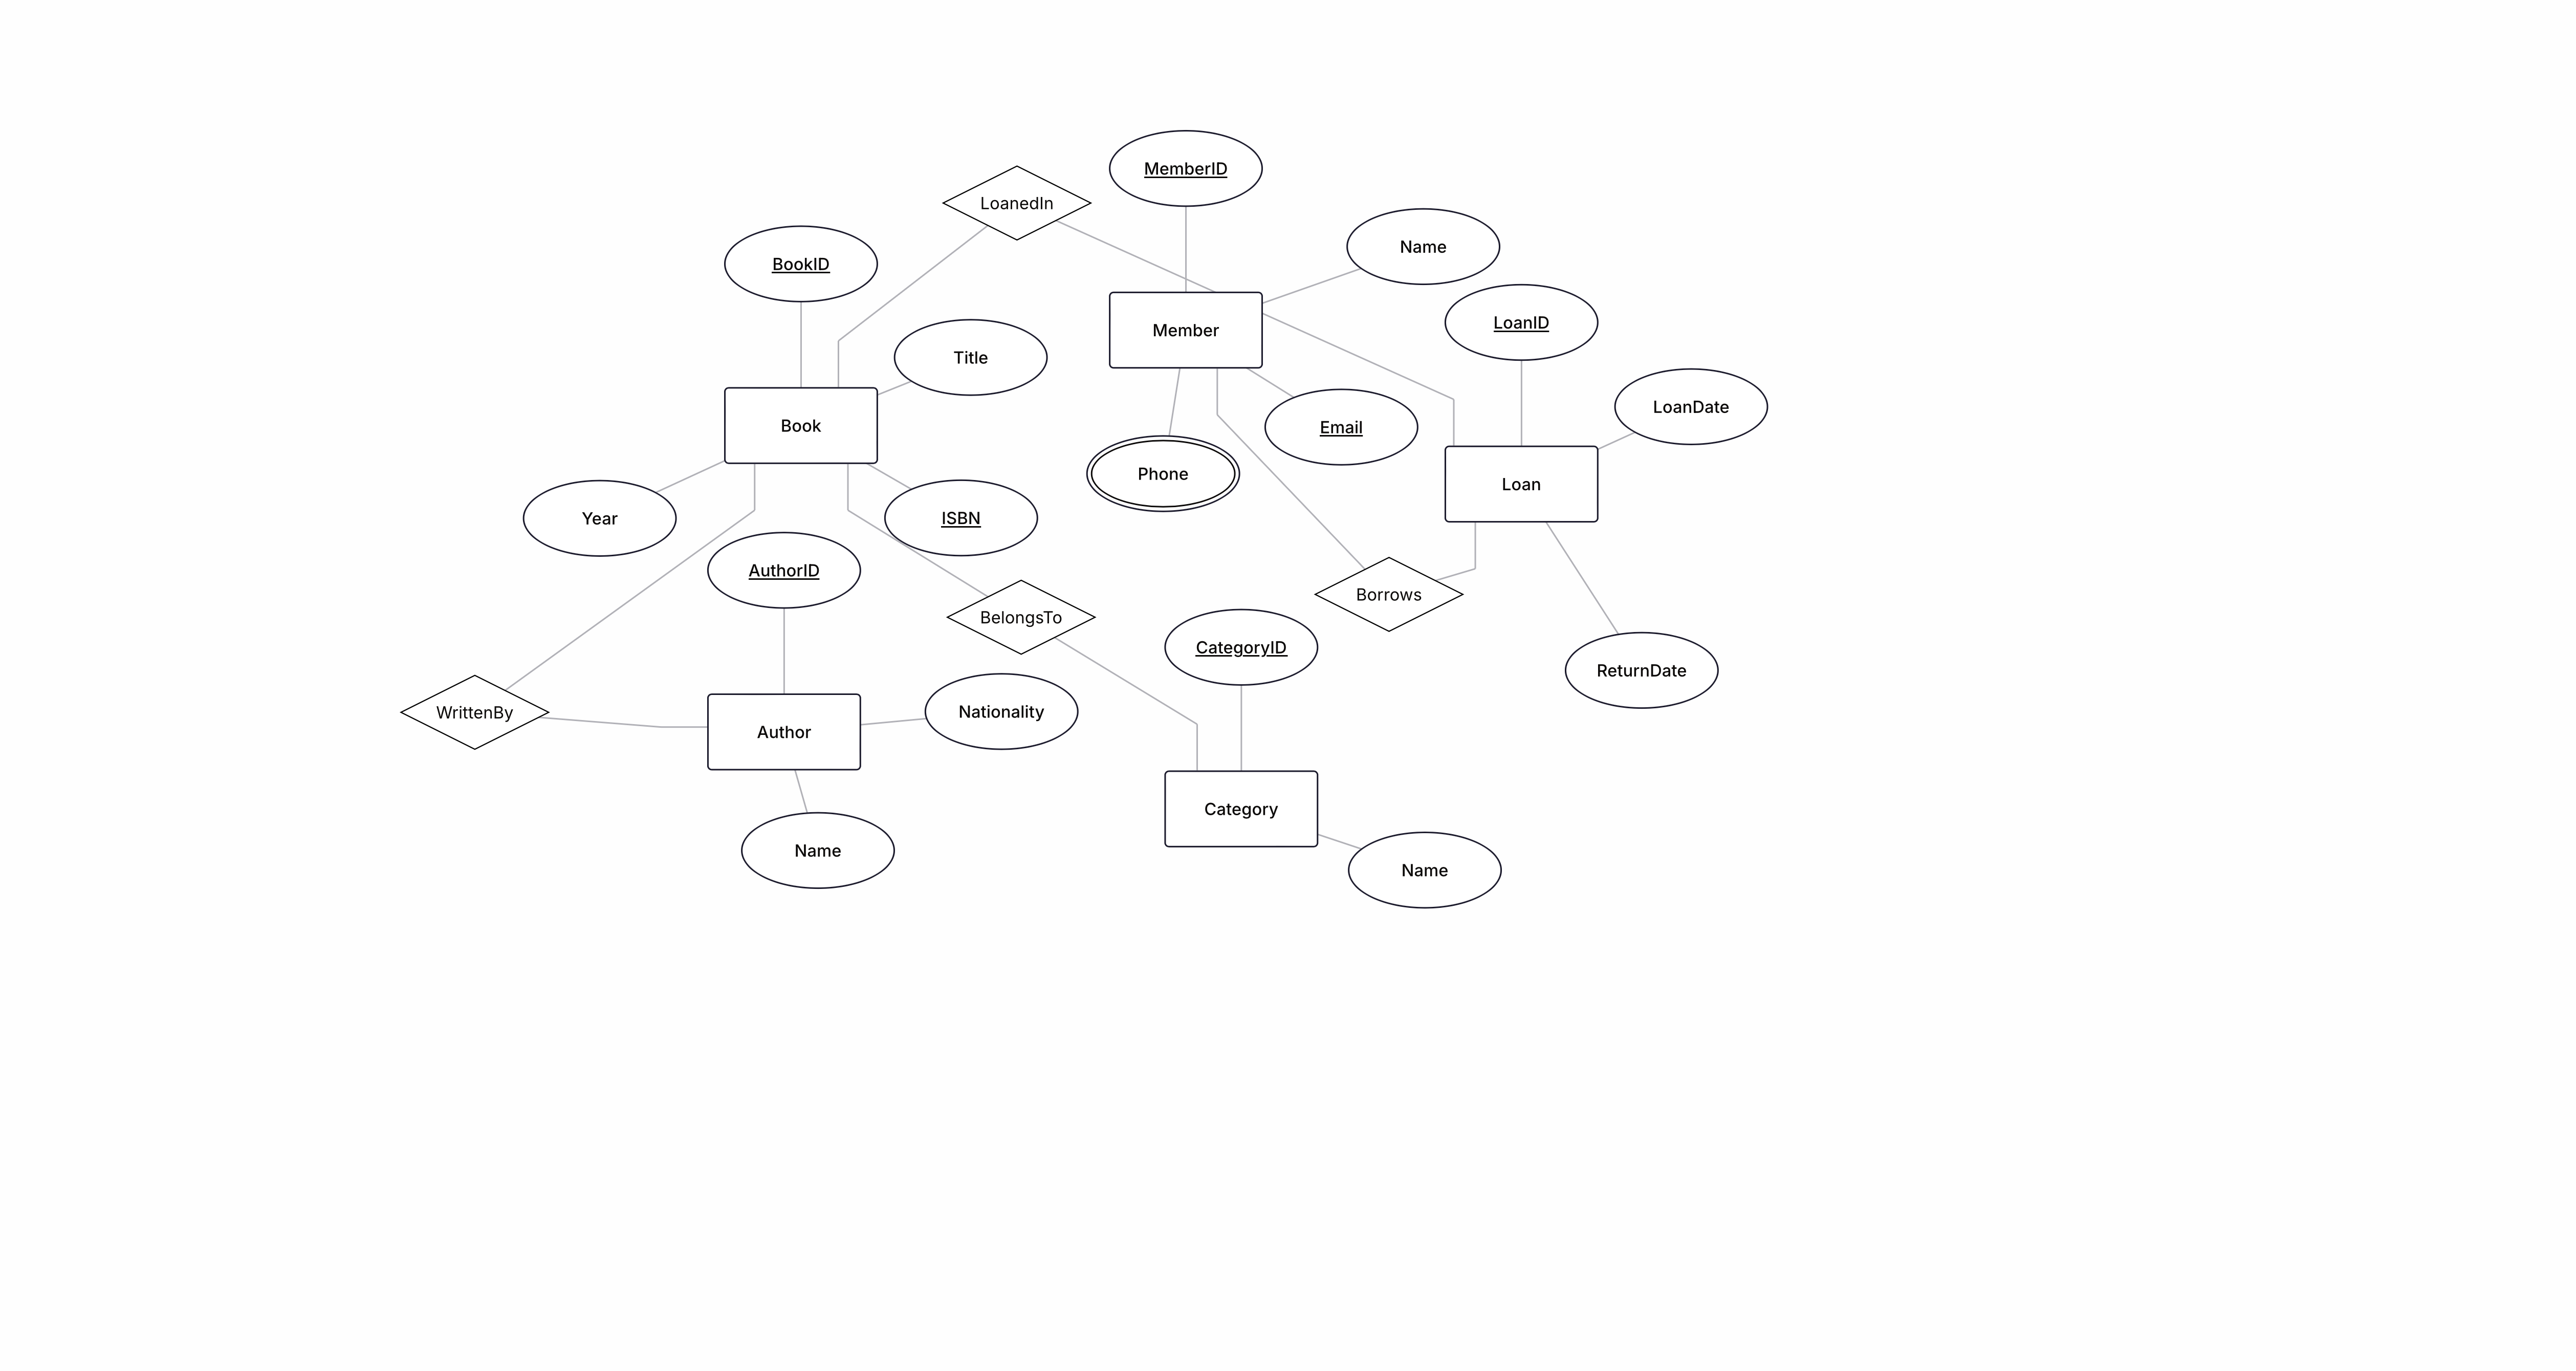 MemberID
LoanedIn
Name
BookID
LoanID
Member
Title
LoanDate
Book
Email
Phone
Loan
Year
ISBN
AuthorID
Borrows
BelongsTo
CategoryID
ReturnDate
Nationality
WrittenBy
Author
Category
Name
Name